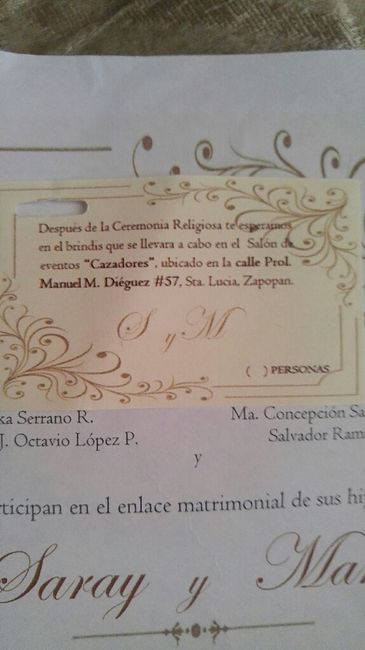 Después de la Ceremonia Religiosa te esperamos
en el brindis que se llevara a cabo en el Salón de
eventos "Cazadores", ubicado en la calle Prol.
Manuel M. Diéguez #57, Sta. Lucia, Zapopan.
S y M
( ) PERSONAS
ka Serrano R.
J. Octavio López P.
Ma. Concepción Sa
Salvador Ram
y
rticipan en el enlace matrimonial de sus hij
Saray y Mar